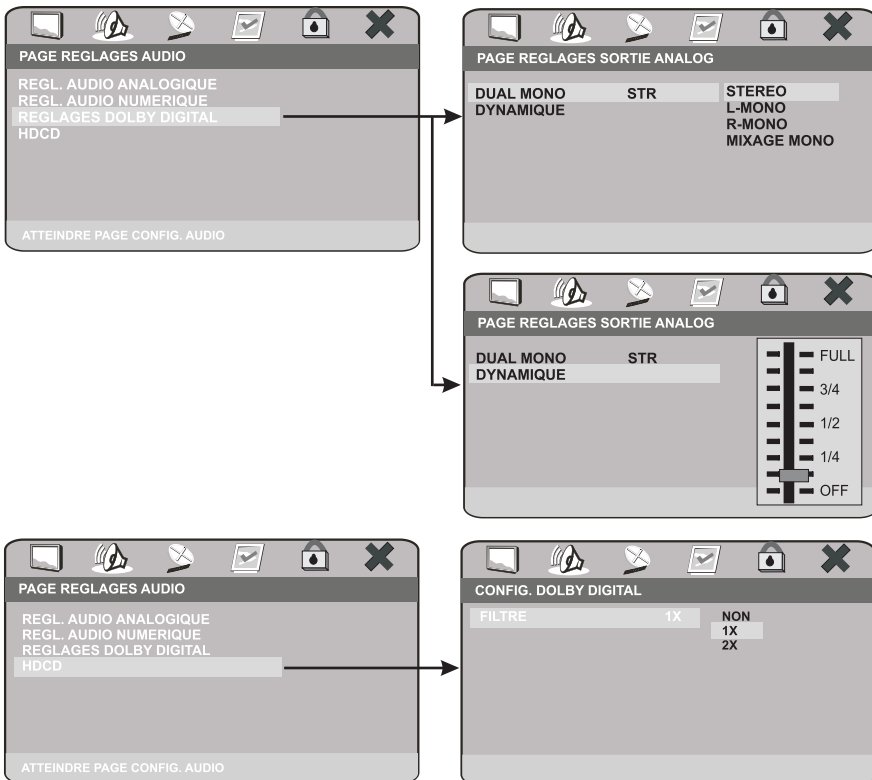 PAGE REGLAGES AUDIO
REGL. AUDIO ANALOGIQUE
REGL. AUDIO NUMERIQUE
REGLAGES DOLBY DIGITAL
HDCD
ATTEINDRE PAGE CONFIG. AUDIO
PAGE REGLAGES SORTIE ANALOG
DUAL MONO STR STEREO
DYNAMIQUE L-MONO
R-MONO
MIXAGE MONO
PAGE REGLAGES SORTIE ANALOG
DUAL MONO STR
DYNAMIQUE
FULL
3/4
1/2
1/4
OFF
PAGE REGLAGES AUDIO
REGL. AUDIO ANALOGIQUE
REGL. AUDIO NUMERIQUE
REGLAGES DOLBY DIGITAL
HDCD
ATTEINDRE PAGE CONFIG. AUDIO
CONFIG. DOLBY DIGITAL
FILTRE 1X NON
1X
2X